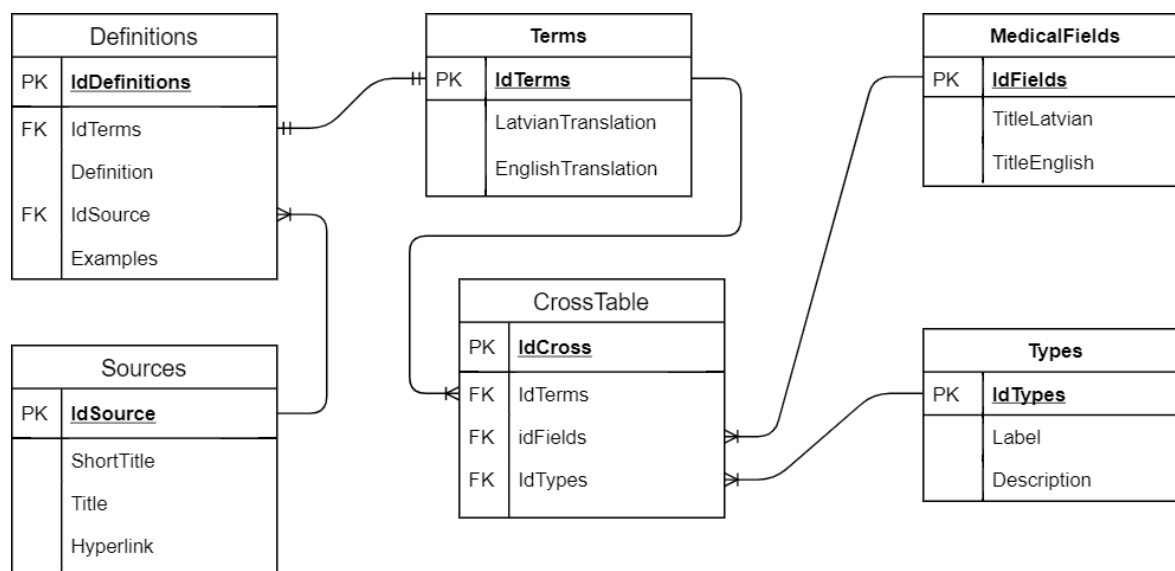 Definitions
PK IdDefinitions
FK IdTerms
Definition
FK IdSource
Examples
Terms
PK IdTerms
LatvianTranslation
EnglishTranslation
MedicalFields
PK IdFields
TitleLatvian
TitleEnglish
Sources
PK IdSource
ShortTitle
Title
Hyperlink
CrossTable
PK IdCross
FK IdTerms
FK idFields
FK IdTypes
Types
PK IdTypes
Label
Description